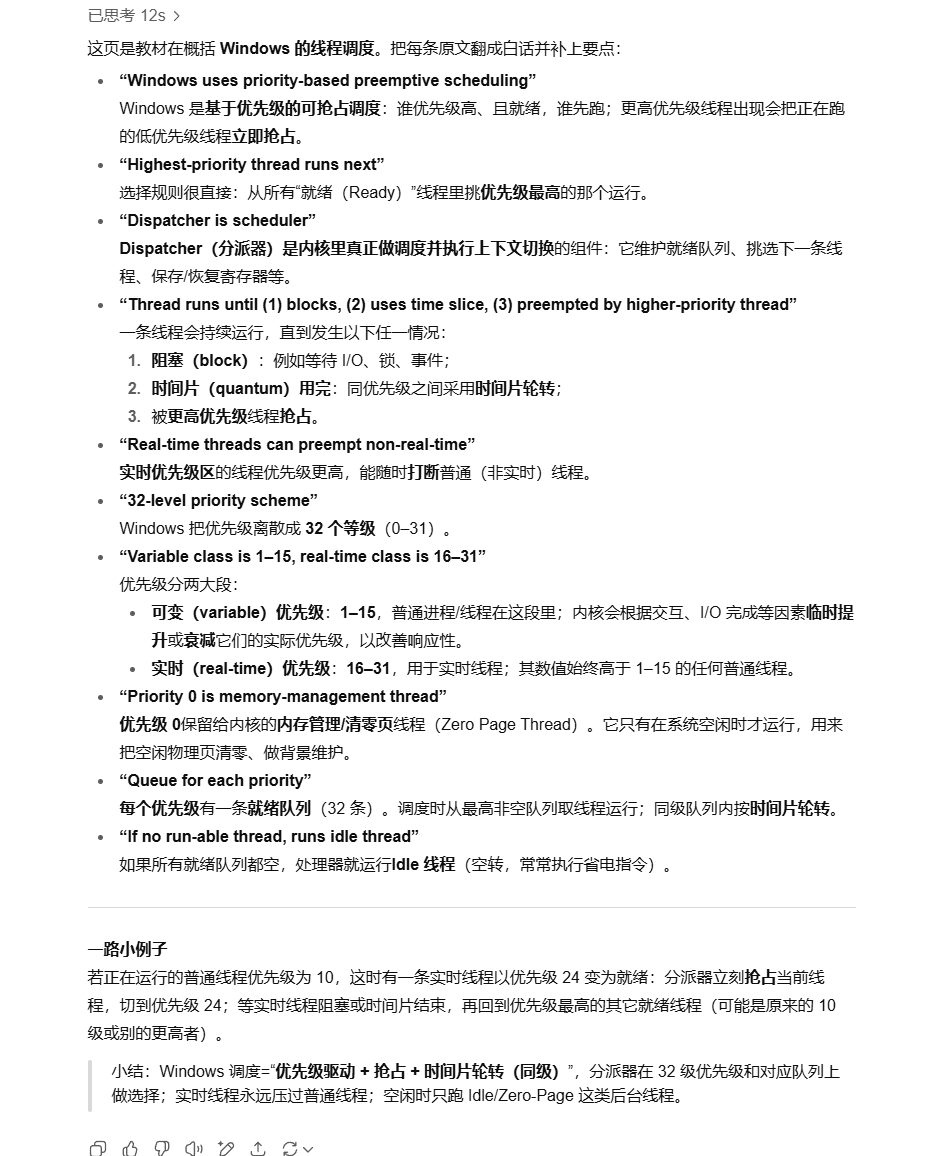 已思考 12s >
这页是教材在概括 Windows 的线程调度。把每条原文翻成白话并补上要点：
• “Windows uses priority-based preemptive scheduling”
Windows 是基于优先级的可抢占调度：谁优先级高、且就绪，谁先跑；更高优先级线程出现会把正在跑
的低优先级线程立即抢占。
• “Highest-priority thread runs next”
选择规则很直接：从所有“就绪（Ready）”线程里挑优先级最高的那个运行。
• “Dispatcher is scheduler”
Dispatcher（分派器）是内核里真正做调度并执行上下文切换的组件：它维护就绪队列、挑选下一条线
程、保存/恢复寄存器等。
• “Thread runs until (1) blocks, (2) uses time slice, (3) preempted by higher-priority thread”
一条线程会持续运行，直到发生以下任一情况：
1. 阻塞（block）：例如等待 I/O、锁、事件；
2. 时间片（quantum）用完：同优先级之间采用时间片轮转；
3. 被更高优先级线程抢占。
• “Real-time threads can preempt non-real-time”
实时优先级区的线程优先级更高，能随时打断普通（非实时）线程。
• “32-level priority scheme”
Windows 把优先级离散成 32 个等级（0–31）。
• “Variable class is 1–15, real-time class is 16–31”
优先级分两大段：
• 可变（variable）优先级：1–15，普通进程/线程在这段里；内核会根据交互、I/O 完成等因素临时提
升或衰减它们的实际优先级，以改善响应性。
• 实时（real-time）优先级：16–31，用于实时线程；其数值始终高于 1–15 的任何普通线程。
• “Priority 0 is memory-management thread”
优先级 0保留给内核的内存管理/清零页线程（Zero Page Thread）。它只有在系统空闲时才运行，用来
把空闲物理页清零、做背景维护。
• “Queue for each priority”
每个优先级有一条就绪队列（32 条）。调度时从最高非空队列取线程运行；同级队列内按时间片轮转。
• “If no run-able thread, runs idle thread”
如果所有就绪队列都空，处理器就运行Idle 线程（空转，常常执行省电指令）。
一路小例子
若正在运行的普通线程优先级为 10，这时有一条实时线程以优先级 24 变为就绪：分派器立刻抢占当前线
程，切到优先级 24；等实时线程阻塞或时间片结束，再回到优先级最高的其它就绪线程（可能是原来的 10
级或别的更高者）。
小结：Windows 调度=“优先级驱动 + 抢占 + 时间片轮转（同级）”，分派器在 32 级优先级和对应队列上
做选择；实时线程永远压过普通线程；空闲时只跑 Idle/Zero-Page 这类后台线程。